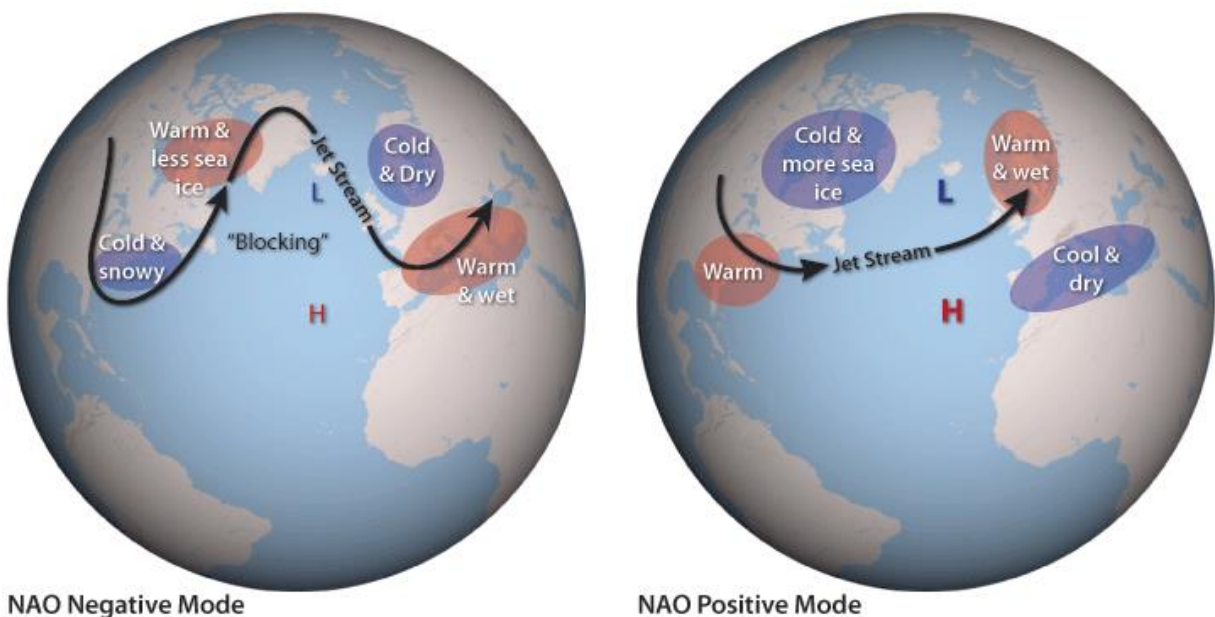 Warm &
less sea
ice
Jet Stream
Cold
& Dry
L
Cold &
snowy
"Blocking"
Warm
& wet
H
NAO Negative Mode
Cold &
more sea
ice
Warm
& wet
L
Warm
Jet Stream
Cool &
dry
H
NAO Positive Mode